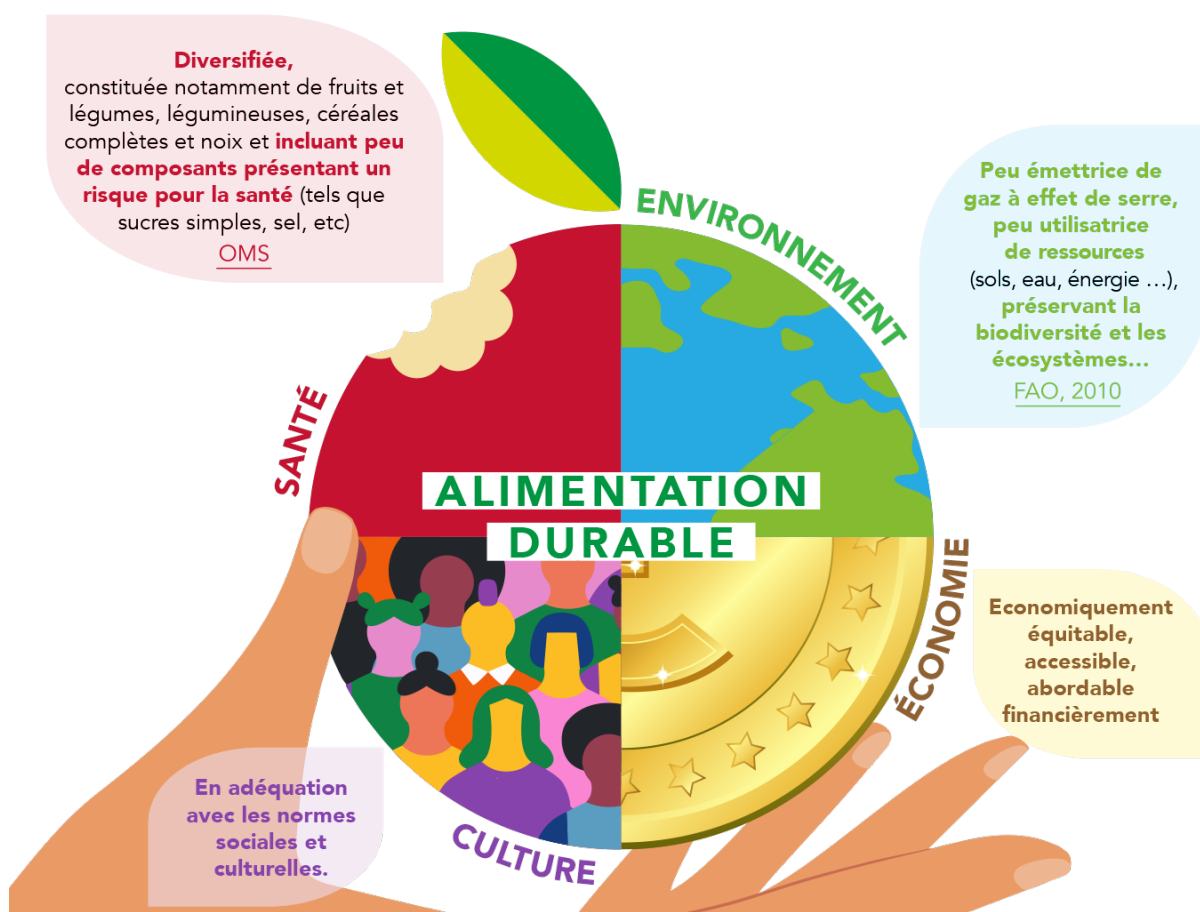 Diversifiée,
constituée notamment de fruits et
légumes, légumineuses, céréales
complètes et noix et incluant peu
de composants présentant un
risque pour la santé (tels que
sucres simples, sel, etc)
OMS
ENVIRONNEMENT
Peu émettrice de
gaz à effet de serre,
peu utilisatrice
de ressources
(sols, eau, énergie ...),
préservant la
biodiversité et les
écosystèmes...
FAO, 2010
SANTÉ
ALIMENTATION
DURABLE
ÉCONOMIE
Economiquement
équitable,
accessible,
abordable
financièrement
En adéquation
avec les normes
sociales et
culturelles.
CULTURE